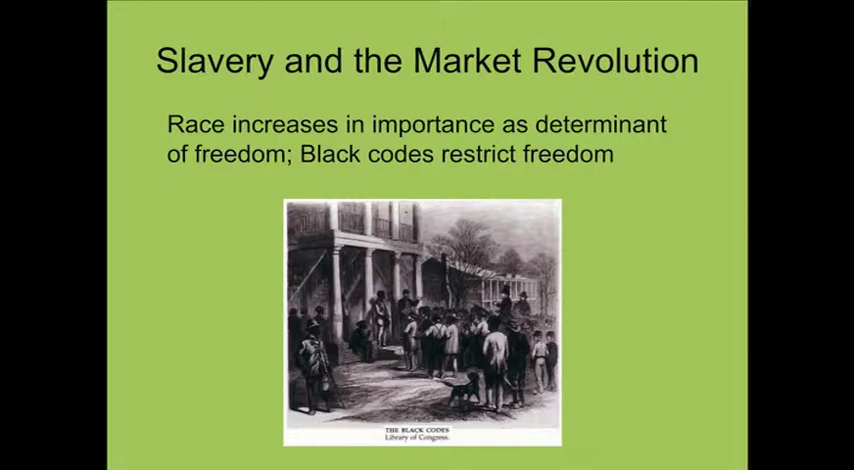 Slavery and the Market Revolution
Race increases in importance as determinant
of freedom; Black codes restrict freedom
THE BLACK CODES
Library of Congress.